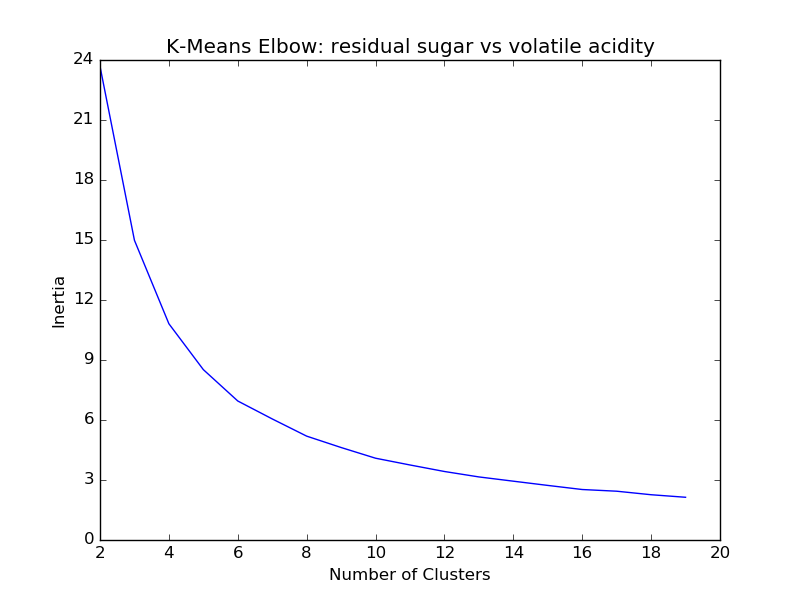 K-Means Elbow: residual sugar vs volatile acidity
24
21
18
15
12
9
6
3
0
Inertia
2 4 6 8 10 12 14 16 18 20
Number of Clusters